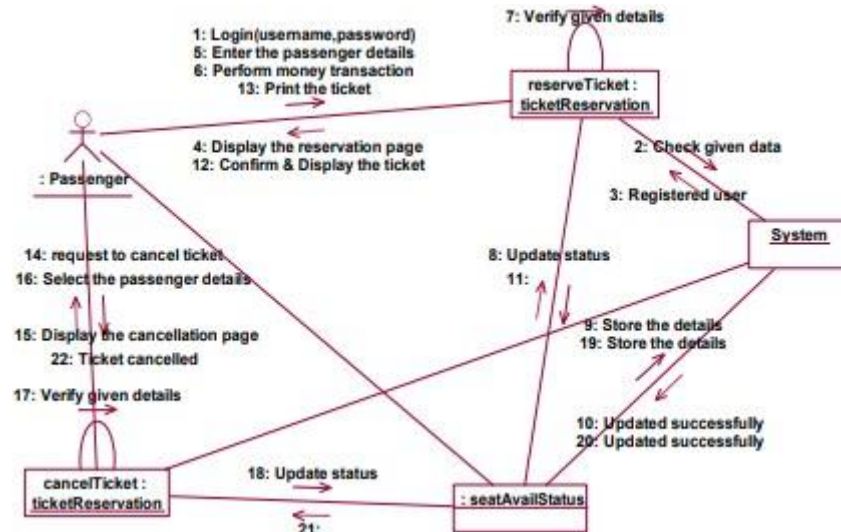 7: Verify given details
1: Login(username,password)
5: Enter the passenger details
6: Perform money transaction
13: Print the ticket
reserveTicket :
ticketReservation
4: Display the reservation page
12: Confirm & Display the ticket
2: Check given data
3: Registered user
: Passenger
System
14: request to cancel ticket
16: Select the passenger details
8: Update status
11:
15: Display the cancellation page
22: Ticket cancelled
9: Store the details
19: Store the details
17: Verify given details
10: Updated successfully
20: Updated successfully
cancelTicket :
ticketReservation
18: Update status
: seatAvailStatus
21: